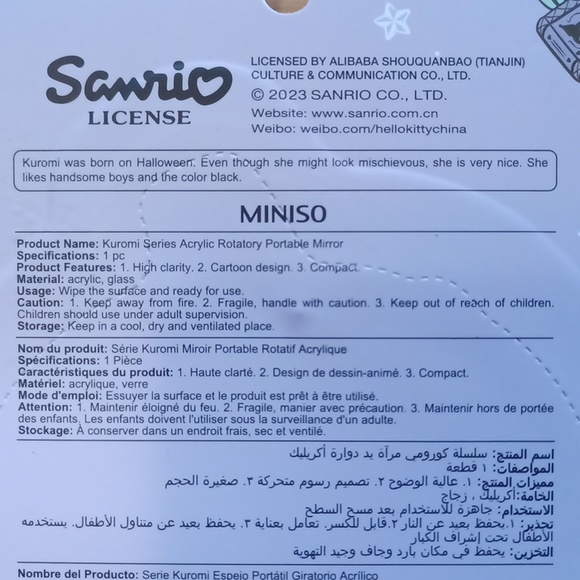 Sanrio
LICENSE
LICENSED BY ALIBABA SHOUQUANBAO (TIANJIN)
CULTURE & COMMUNICATION CO., LTD.
© 2023 SANRIO CO., LTD.
Website: www.sanrio.com.cn
Weibo: weibo.com/hellokittychina
Kuromi was born on Halloween. Even though she might look mischievous, she is very nice. She
likes handsome boys and the color black.
MINISO
Product Name: Kuromi Series Acrylic Rotatory Portable Mirror
Specifications: 1 pc
Product Features: 1. High clarity. 2. Cartoon design. 3. Compact.
Material: acrylic, glass
Usage: Wipe the surface and ready for use.
Caution: 1. Keep away from fire. 2. Fragile, handle with caution. 3. Keep out of reach of children.
Children should use under adult supervision.
Storage: Keep in a cool, dry and ventilated place.
Nom du produit: Série Kuromi Miroir Portable Rotatif Acrylique
Spécifications: 1 Pièce
Caractéristiques du produit: 1. Haute clarté. 2. Design de dessin-animé. 3. Compact.
Matériel: acrylique, verre
Mode d'emploi: Essuyer la surface et le produit est prêt à être utilisé.
Attention: 1. Maintenir éloigné du feu. 2. Fragile, manier avec précaution. 3. Maintenir hors de portée
des enfants. Les enfants doivent l'utiliser sous la surveillance d'un adulte.
Stockage: À conserver dans un endroit frais, sec et ventilé.
اسم المنتج: سلسلة كورومي مرآة يد دوارة أكريليك
المواصفات: ١ قطعة
مميزات المنتج: ١. عالية الوضوح ٢. تصميم رسوم متحركة ٣. صغيرة الحجم
الخامة: أكريليك ، زجاج
الاستخدام: جاهزة للاستخدام بعد مسح السطح
تحذير: ١.يحفظ بعيد عن النار ٢.قابل للكسر. تعامل بعناية ٣. يحفظ بعيد عن متناول الأطفال. يستخدمه
الأطفال تحت إشراف الكبار
التخزين: يحفظ في مكان بارد وجاف وجيد التهوية
Nombre del Producto: Serie Kuromi Espejo Portátil Giratorio Acrílico